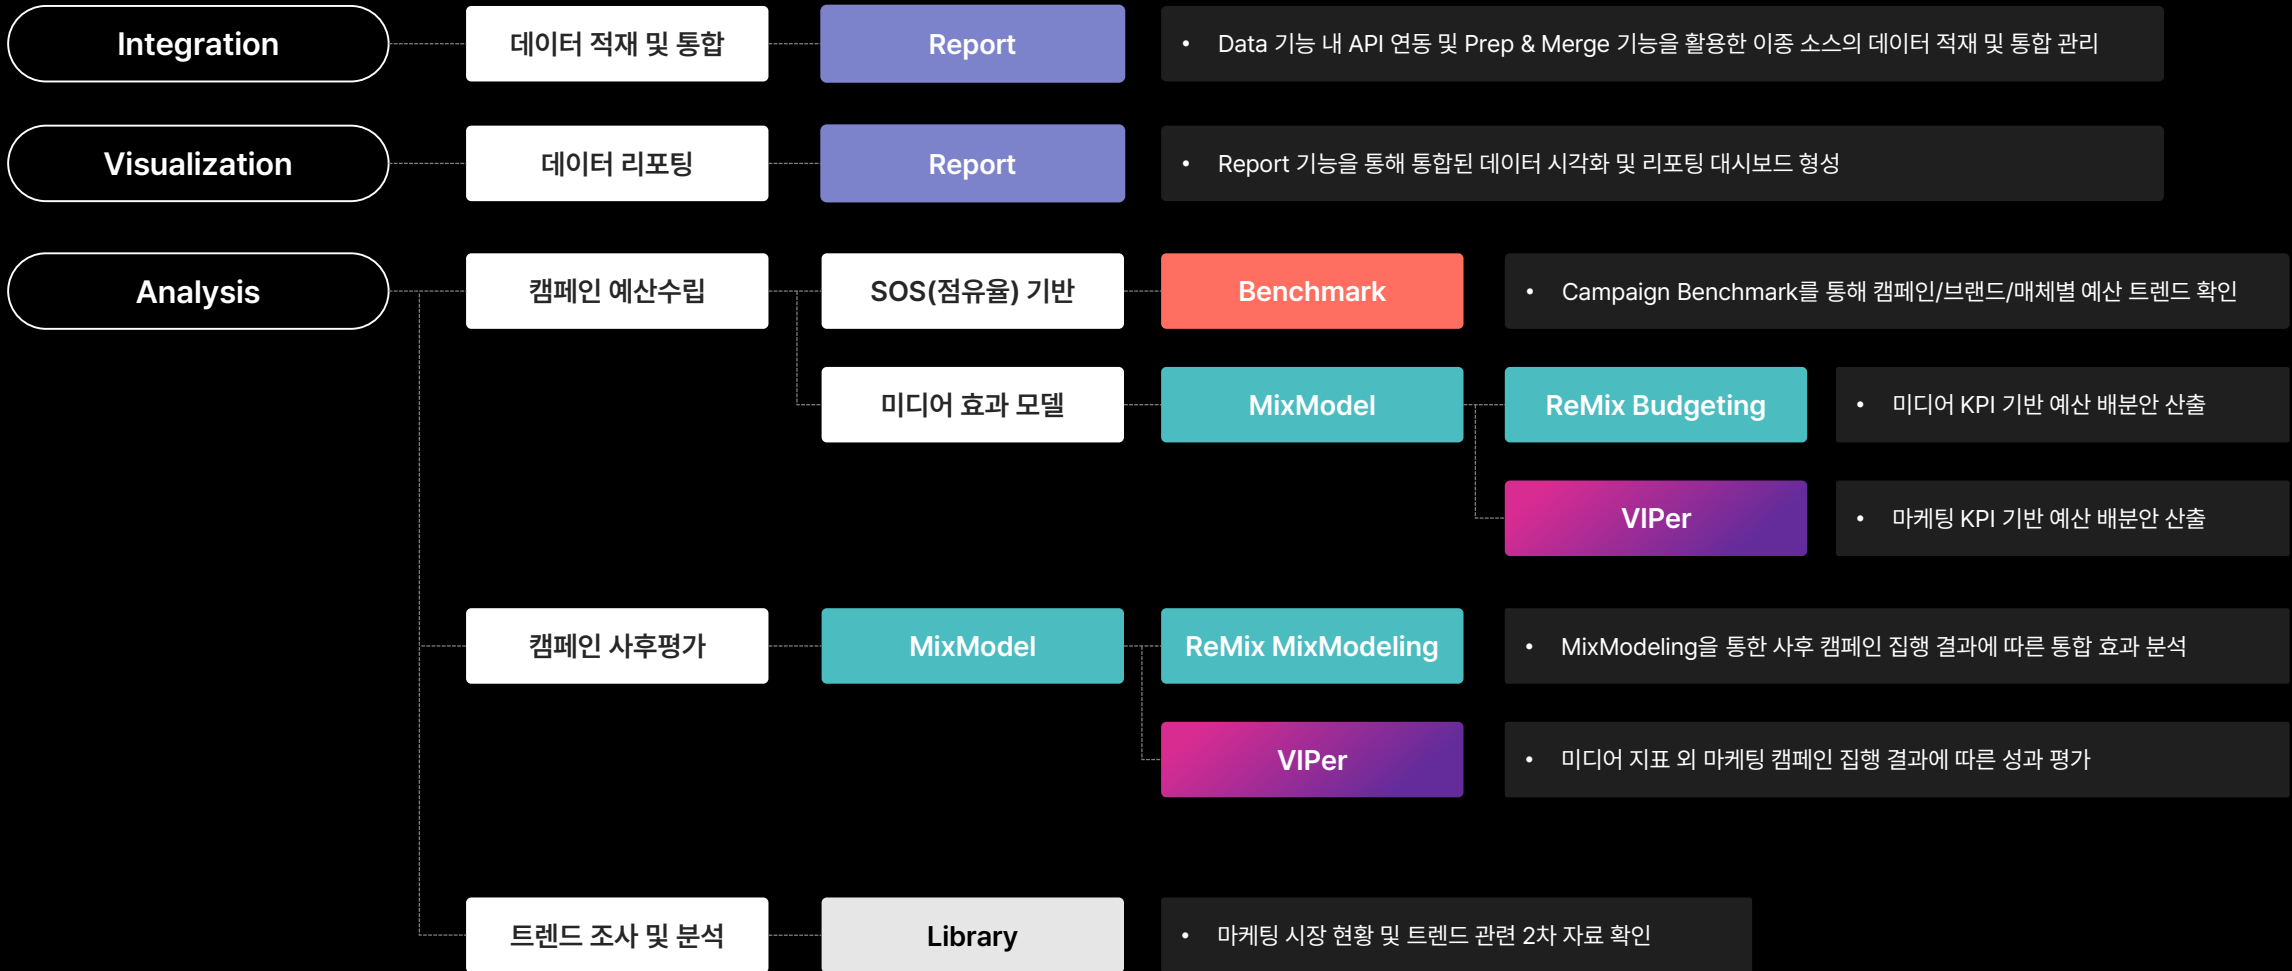 Integration
데이터 적재 및 통합
Report
• Data 기능 내 API 연동 및 Prep & Merge 기능을 활용한 이종 소스의 데이터 적재 및 통합 관리
Visualization
데이터 리포팅
Report
• Report 기능을 통해 통합된 데이터 시각화 및 리포팅 대시보드 형성
Analysis
캠페인 예산수립
SOS(점유율) 기반
Benchmark
• Campaign Benchmark를 통해 캠페인/브랜드/매체별 예산 트렌드 확인
미디어 효과 모델
MixModel
ReMix Budgeting
• 미디어 KPI 기반 예산 배분안 산출
VIPer
• 마케팅 KPI 기반 예산 배분안 산출
캠페인 사후평가
MixModel
ReMix MixModeling
• MixModeling을 통한 사후 캠페인 집행 결과에 따른 통합 효과 분석
VIPer
• 미디어 지표 외 마케팅 캠페인 집행 결과에 따른 성과 평가
트렌드 조사 및 분석
Library
• 마케팅 시장 현황 및 트렌드 관련 2차 자료 확인